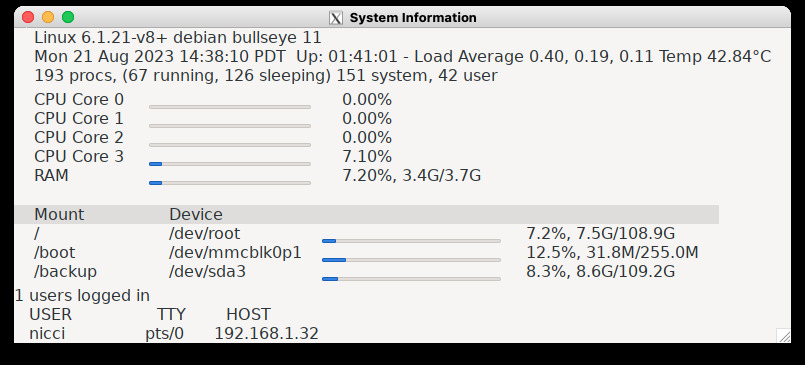 System Information
Linux 6.1.21-v8+ debian bullseye 11
Mon 21 Aug 2023 14:38:10 PDT  Up: 01:41:01 - Load Average 0.40, 0.19, 0.11 Temp 42.84°C
193 procs, (67 running, 126 sleeping) 151 system, 42 user
CPU Core 0 0.00%
CPU Core 1 0.00%
CPU Core 2 0.00%
CPU Core 3 7.10%
RAM 7.20%, 3.4G/3.7G
Mount Device
/ /dev/root 7.2%, 7.5G/108.9G
/boot /dev/mmcblk0p1 12.5%, 31.8M/255.0M
/backup /dev/sda3 8.3%, 8.6G/109.2G
1 users logged in
USER TTY HOST
nicci pts/0 192.168.1.32